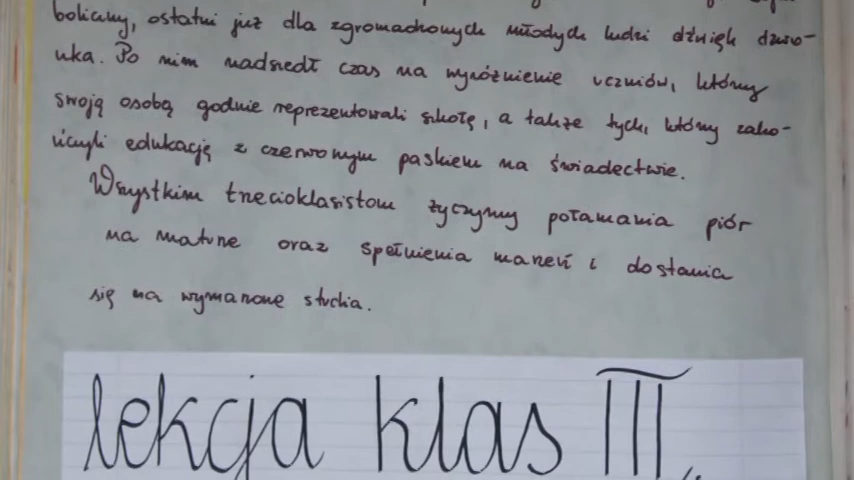 boliczny, ostatni już dla zgromadzonych młodych ludzi dźwięk dzwo-
nka. Po nim nadszedł czas na wyróżnienie uczniów, którzy
swoją osobą godnie reprezentowali szkołę, a także tych, którzy zako-
ńczyli edukację z czerwonym paskiem na świadectwie.
Wszystkim trzecioklasistom życzymy połamania piór
na maturze oraz spełnienia marzeń i dostania
się na wymarzone studia.
lekcja klas III"